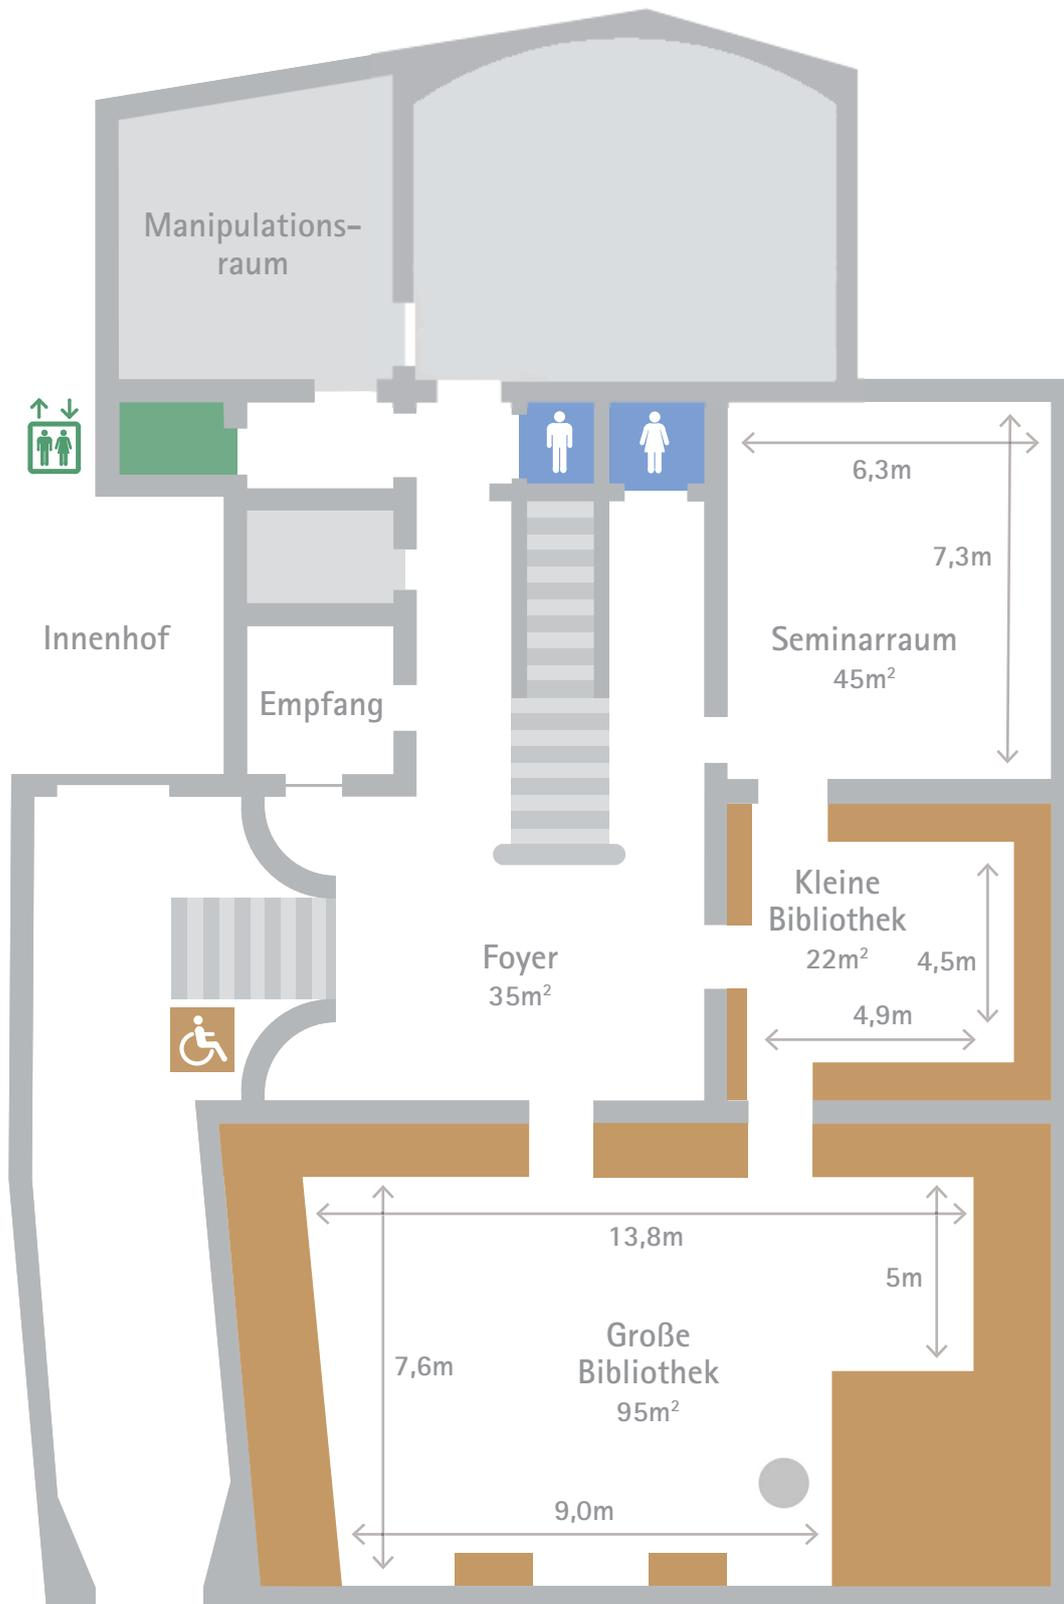 Manipulations-
raum
6,3m
7,3m
Innenhof
Seminarraum
45m²
Empfang
Kleine
Bibliothek
22m²
4,5m
4,9m
Foyer
35m²
13,8m
5m
Große
Bibliothek
95m²
7,6m
9,0m